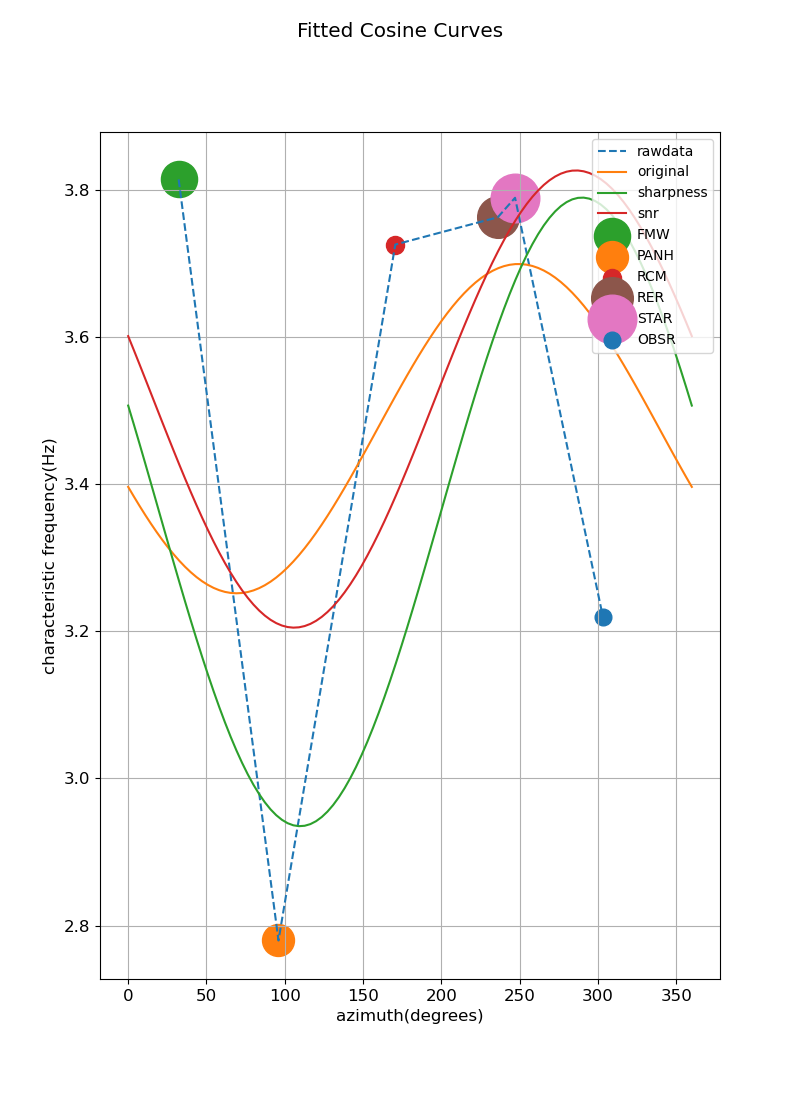 Fitted Cosine Curves
rawdata
original
sharpness
snr
FMW
PANH
RCM
RER
STAR
OBSR
characteristic frequency(Hz)
3.8
3.6
3.4
3.2
3.0
2.8
0 50 100 150 200 250 300 350
azimuth(degrees)